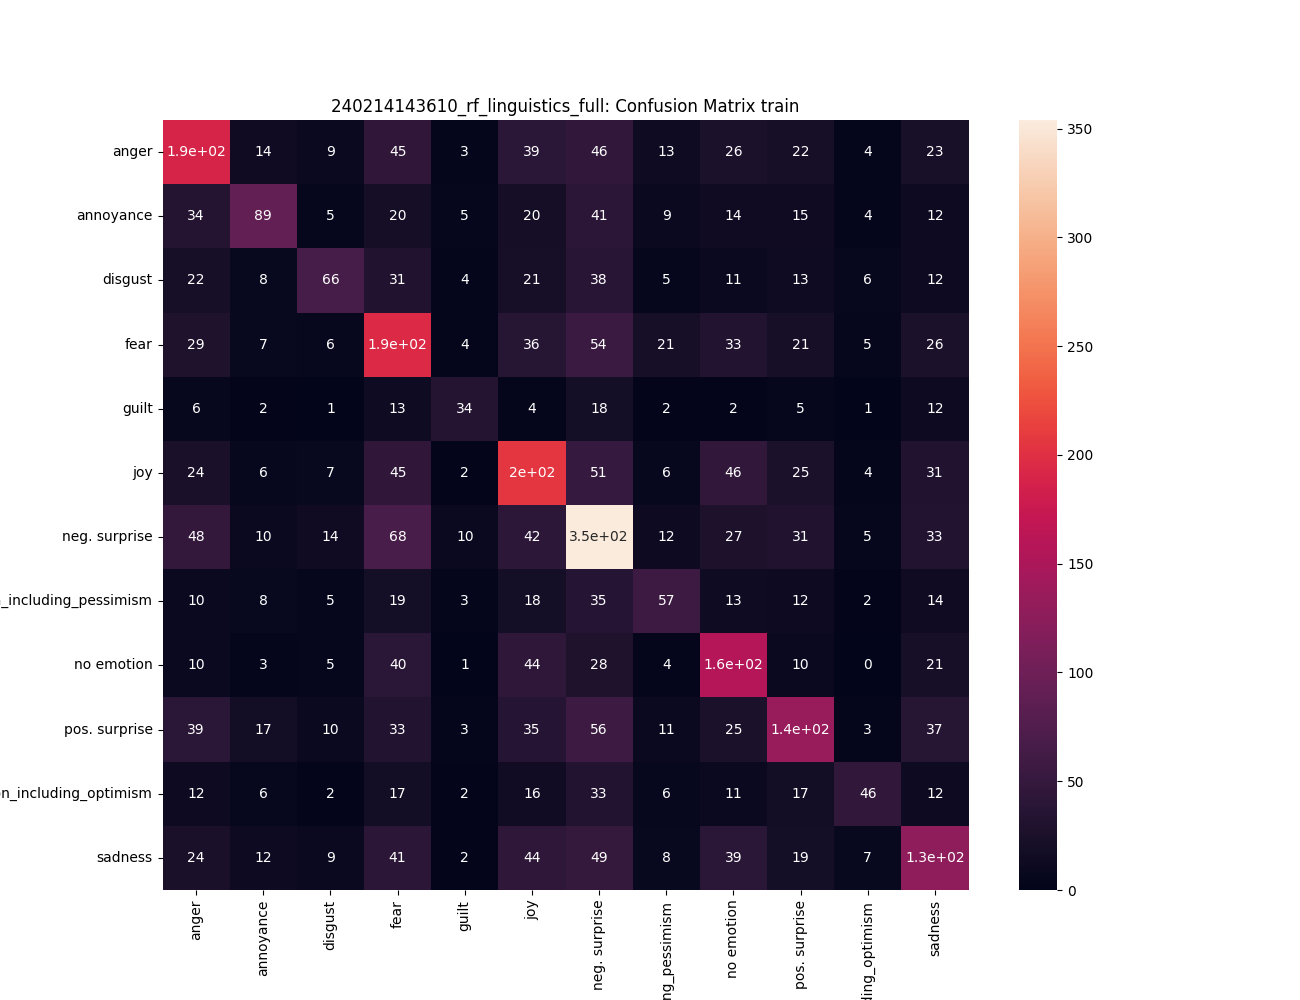 240214143610_rf_linguistics_full: Confusion Matrix train
anger 1.9e+02 14 9 45 3 39 46 13 26 22 4 23
annoyance 34 89 5 20 5 20 41 9 14 15 4 12
disgust 22 8 66 31 4 21 38 5 11 13 6 12
fear 29 7 6 1.9e+02 4 36 54 21 33 21 5 26
guilt 6 2 1 13 34 4 18 2 2 5 1 12
joy 24 6 7 45 2 2e+02 51 6 46 25 4 31
neg. surprise 48 10 14 68 10 42 3.5e+02 12 27 31 5 33
_including_pessimism 10 8 5 19 3 18 35 57 13 12 2 14
no emotion 10 3 5 40 1 44 28 4 1.6e+02 10 0 21
pos. surprise 39 17 10 33 3 35 56 11 25 1.4e+02 3 37
n_including_optimism 12 6 2 17 2 16 33 6 11 17 46 12
sadness 24 12 9 41 2 44 49 8 39 19 7 1.3e+02
anger annoyance disgust fear guilt joy neg. surprise ng_pessimism no emotion pos. surprise ding_optimism sadness
350
300
250
200
150
100
50
0